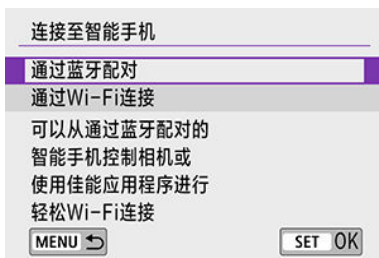 连接至智能手机
通过蓝牙配对
通过Wi-Fi连接
可以从通过蓝牙配对的
智能手机控制相机或
使用佳能应用程序进行
轻松Wi-Fi连接
MENU SET OK